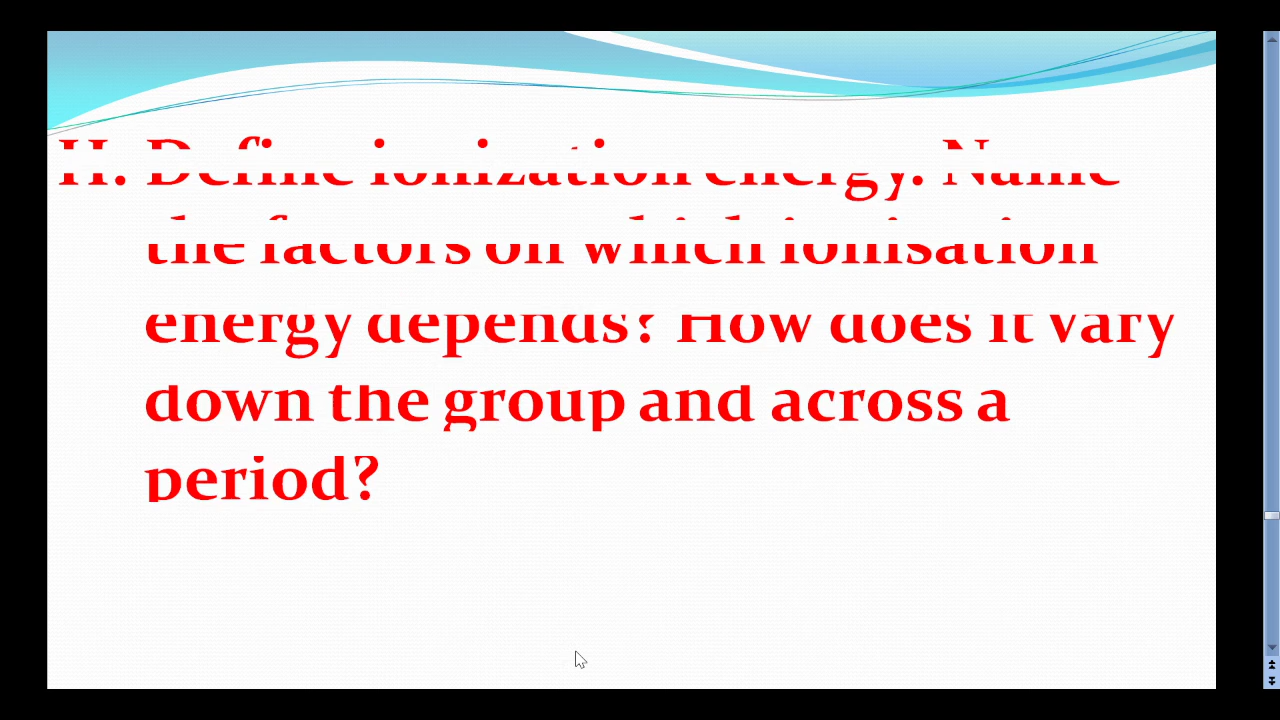 H. Define ionization energy. Name
the factors on which ionisation
energy depends? How does it vary
down the group and across a
period?